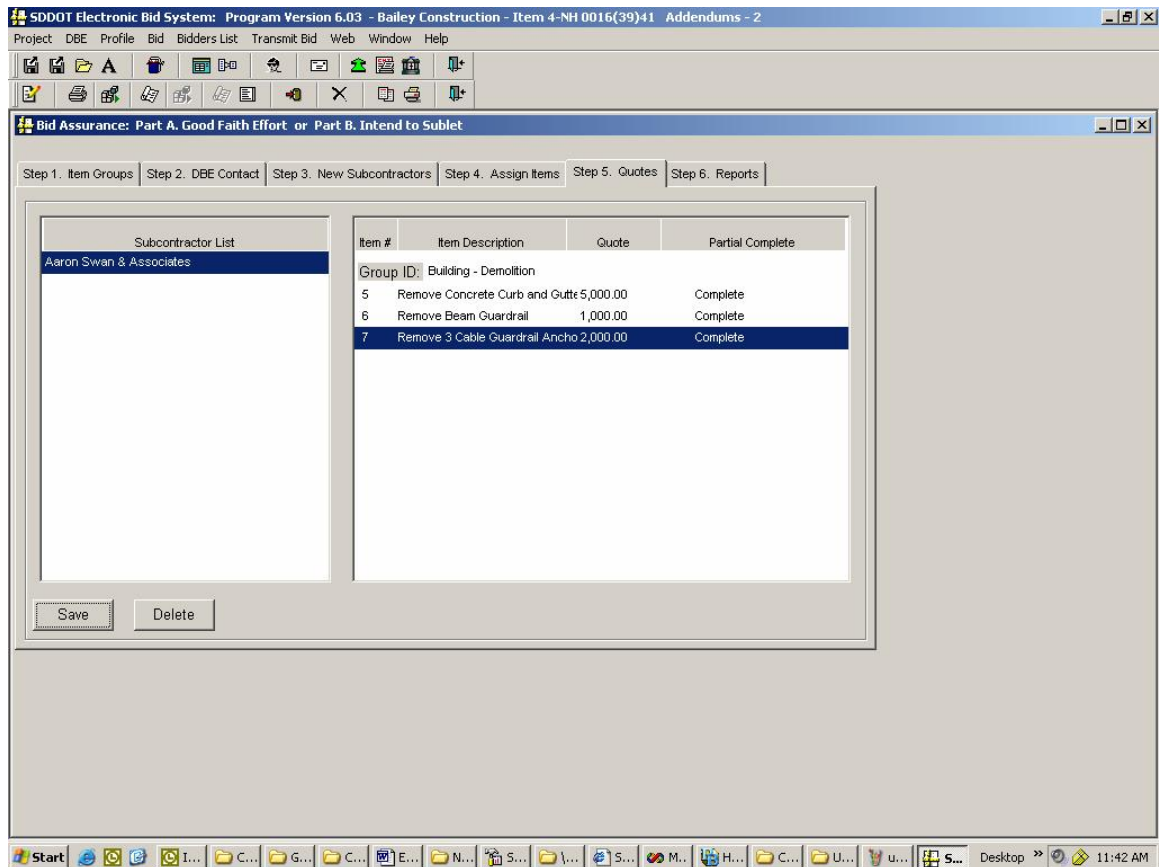 SDDOT Electronic Bid System: Program Version 6.03 - Bailey Construction - Item 4-NH 0016(39)41 Addendums - 2
Project DBE Profile Bid Bidders List Transmit Bid Web Window Help
A
Bid Assurance: Part A. Good Faith Effort or Part B. Intend to Sublet
Step 1. Item Groups Step 2. DBE Contact Step 3. New Subcontractors Step 4. Assign Items Step 5. Quotes Step 6. Reports
Subcontractor List
Aaron Swan & Associates
Item # Item Description Quote Partial Complete
Group ID: Building - Demolition
5 Remove Concrete Curb and Gutte 5,000.00 Complete
6 Remove Beam Guardrail 1,000.00 Complete
7 Remove 3 Cable Guardrail Ancho 2,000.00 Complete
Save Delete
Start I... C... G... C... E... N... S... \... S... M... H... C... U... u... S... Desktop » 11:42 AM